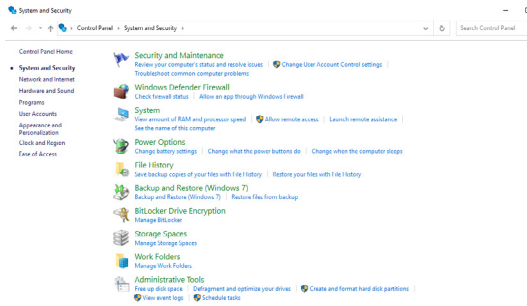 System and Security
Control Panel > System and Security
Search Control Panel
Control Panel Home
System and Security
Network and Internet
Hardware and Sound
Programs
User Accounts
Appearance and
Personalization
Clock and Region
Ease of Access
Security and Maintenance
Review your computer's status and resolve issues | Change User Account Control settings |
Troubleshoot common computer problems
Windows Defender Firewall
Check firewall status | Allow an app through Windows Firewall
System
View amount of RAM and processor speed | Allow remote access | Launch remote assistance |
See the name of this computer
Power Options
Change battery settings | Change what the power buttons do | Change when the computer sleeps
File History
Save backup copies of your files with File History | Restore your files with File History
Backup and Restore (Windows 7)
Backup and Restore (Windows 7) | Restore files from backup
BitLocker Drive Encryption
Manage BitLocker
Storage Spaces
Manage Storage Spaces
Work Folders
Manage Work Folders
Administrative Tools
Free up disk space | Defragment and optimize your drives | Create and format hard disk partitions |
View event logs | Schedule tasks